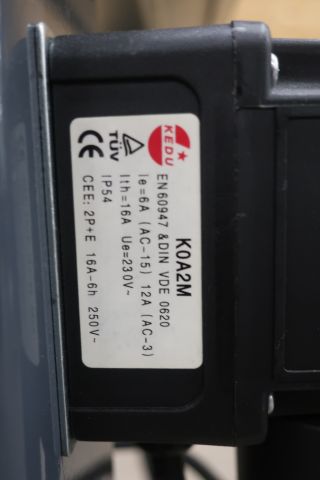 KEDU
TÜV
CE
K0A2M
EN60947 &DIN VDE 0620
Ie=6A (AC-15) 12A (AC-3)
Ith=16A Ue=230V~
IP54
CEE: 2P+E 16A-6h 250V~